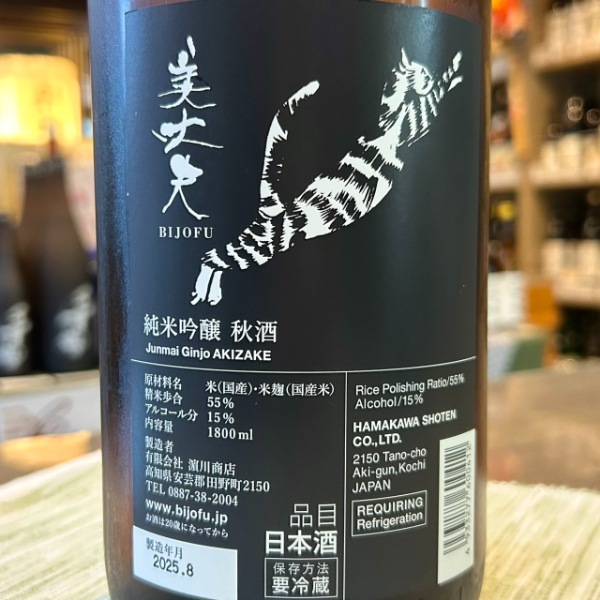 美丈夫
BIJOFU
純米吟醸 秋酒
Junmai Ginjo AKIZAKE
原材料名 米(国産)・米麹(国産米)
精米歩合 55%
アルコール分 15%
内容量 1800ml
製造者
有限会社 濵川商店
高知県安芸郡田野町2150
TEL 0887-38-2004
www.bijofu.jp
お酒は20歳になってから
製造年月
2025.8
品目
日本酒
保存方法
要冷蔵
Rice Polishing Ratio/55%
Alcohol/15%
HAMAKAWA SHOTEN
CO.,LTD.
2150 Tano-cho
Aki-gun,Kochi
JAPAN
REQUIRING
Refrigeration
4933277600412